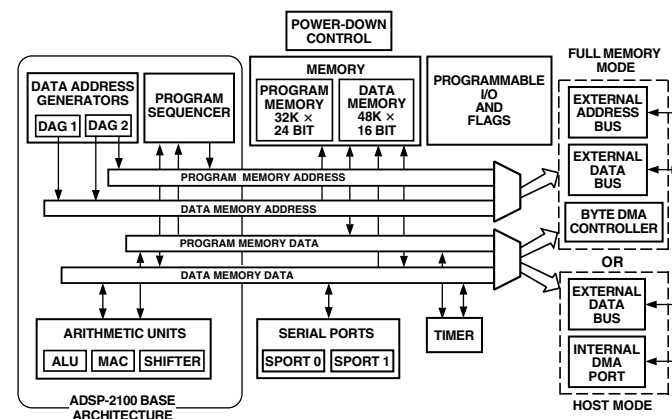 POWER-DOWN
CONTROL
FULL MEMORY
MODE
DATA ADDRESS
GENERATORS
DAG 1
DAG 2
PROGRAM
SEQUENCER
MEMORY
PROGRAM
MEMORY
32K ×
24 BIT
DATA
MEMORY
48K ×
16 BIT
PROGRAMMABLE
I/O
AND
FLAGS
EXTERNAL
ADDRESS
BUS
EXTERNAL
DATA
BUS
BYTE DMA
CONTROLLER
OR
PROGRAM MEMORY ADDRESS
DATA MEMORY ADDRESS
PROGRAM MEMORY DATA
DATA MEMORY DATA
ARITHMETIC UNITS
ALU
MAC
SHIFTER
SERIAL PORTS
SPORT 0
SPORT 1
TIMER
EXTERNAL
DATA
BUS
INTERNAL
DMA
PORT
HOST MODE
ADSP-2100 BASE
ARCHITECTURE